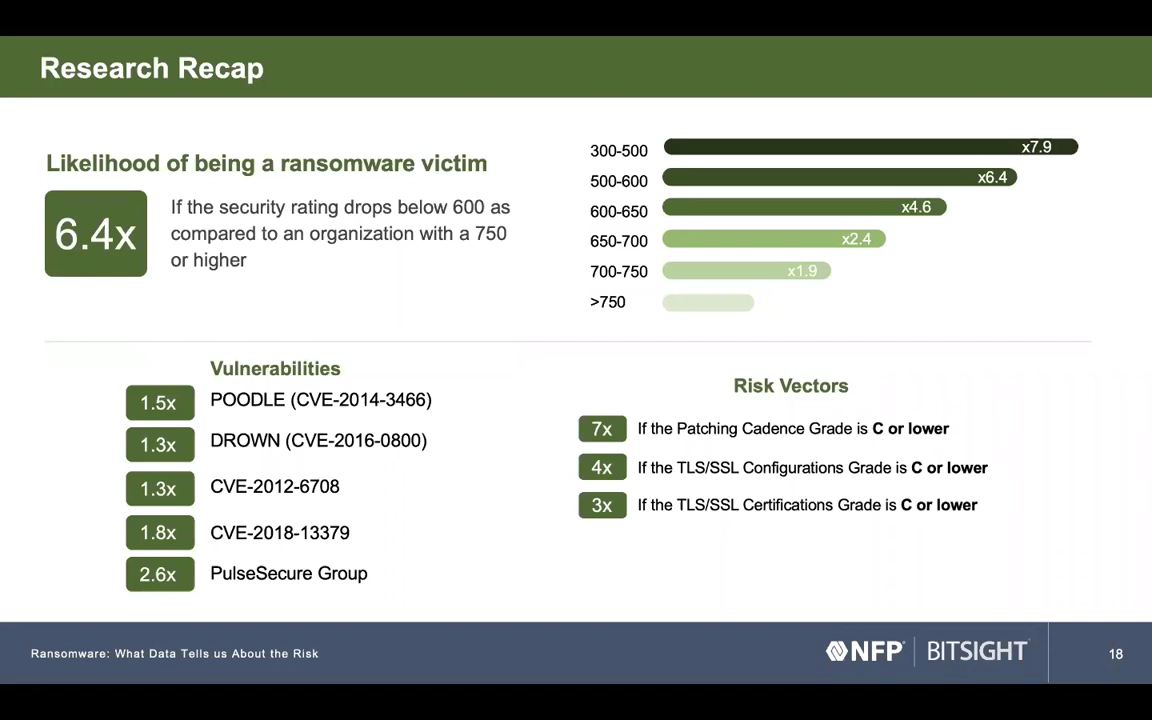 Research Recap
Likelihood of being a ransomware victim
6.4x
If the security rating drops below 600 as
compared to an organization with a 750
or higher
300-500 x7.9
500-600 x6.4
600-650 x4.6
650-700 x2.4
700-750 x1.9
>750
Vulnerabilities
1.5x POODLE (CVE-2014-3466)
1.3x DROWN (CVE-2016-0800)
1.3x CVE-2012-6708
1.8x CVE-2018-13379
2.6x PulseSecure Group
Risk Vectors
7x If the Patching Cadence Grade is C or lower
4x If the TLS/SSL Configurations Grade is C or lower
3x If the TLS/SSL Certifications Grade is C or lower
Ransomware: What Data Tells us About the Risk
NFP BITSIGHT
18